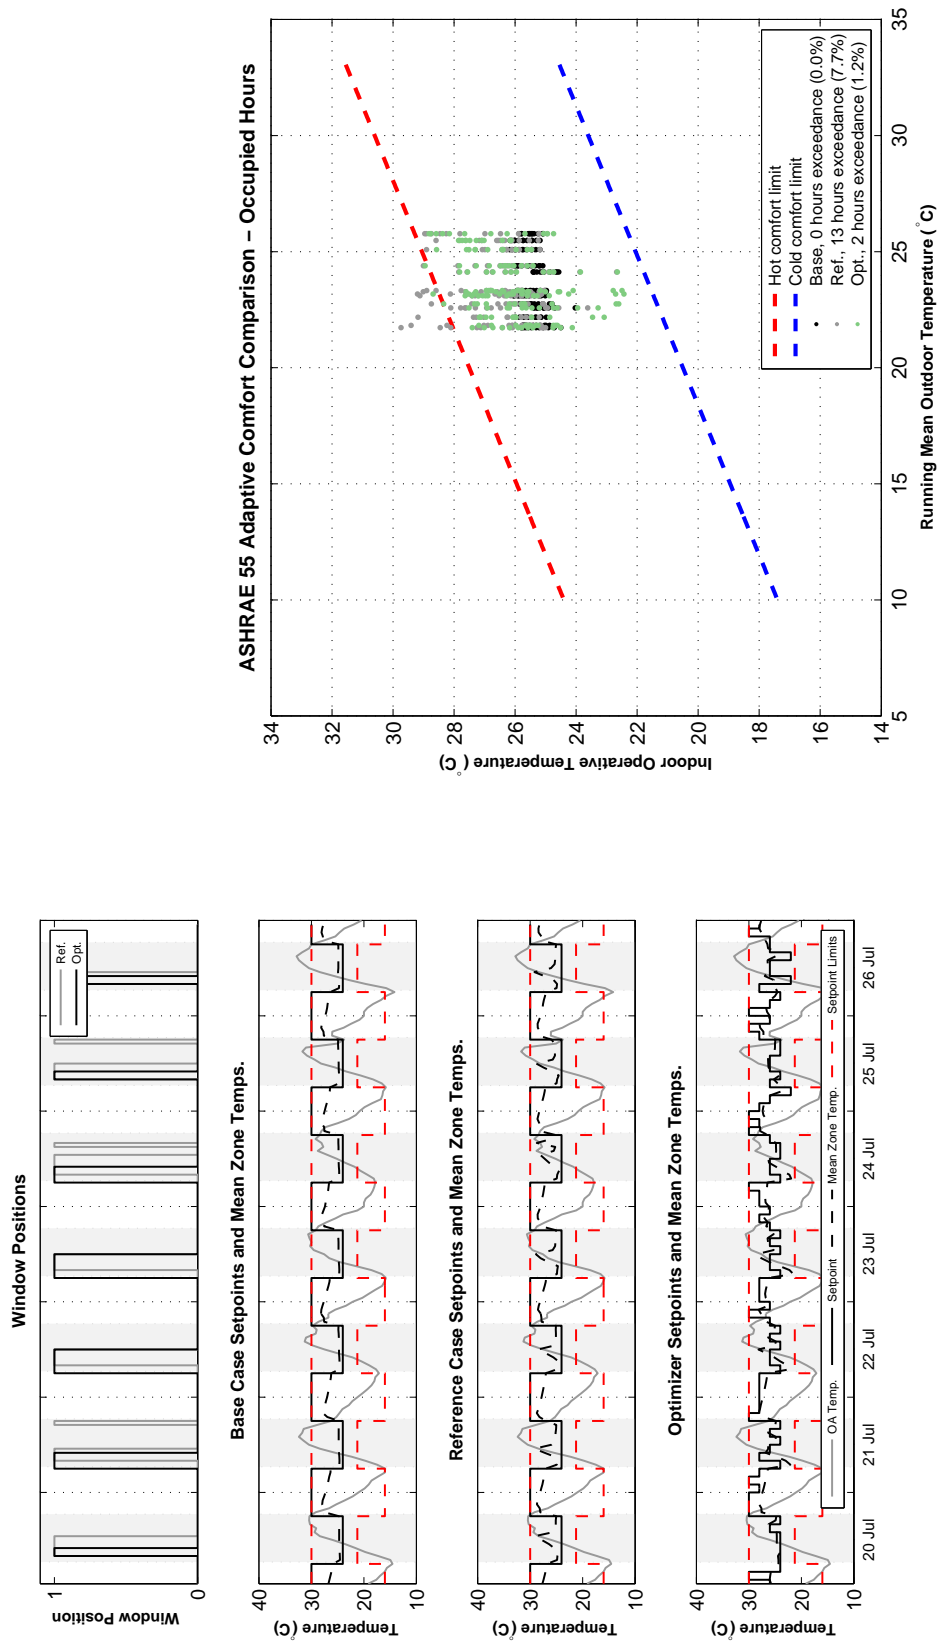 Window Positions
Window Position
1
0
Ref.
Opt.
Base Case Setpoints and Mean Zone Temps.
Temperature (°C)
40
30
20
10
Reference Case Setpoints and Mean Zone Temps.
Temperature (°C)
40
30
20
10
Optimizer Setpoints and Mean Zone Temps.
Temperature (°C)
40
30
20
10
OA Temp.
Setpoint
Mean Zone Temp.
Setpoint Limits
20 Jul
21 Jul
22 Jul
23 Jul
24 Jul
25 Jul
26 Jul
ASHRAE 55 Adaptive Comfort Comparison – Occupied Hours
Indoor Operative Temperature (°C)
34
32
30
28
26
24
22
20
18
16
14
Hot comfort limit
Cold comfort limit
Base, 0 hours exceedance (0.0%)
Ref., 13 hours exceedance (7.7%)
Opt., 2 hours exceedance (1.2%)
5
10
15
20
25
30
35
Running Mean Outdoor Temperature (°C)